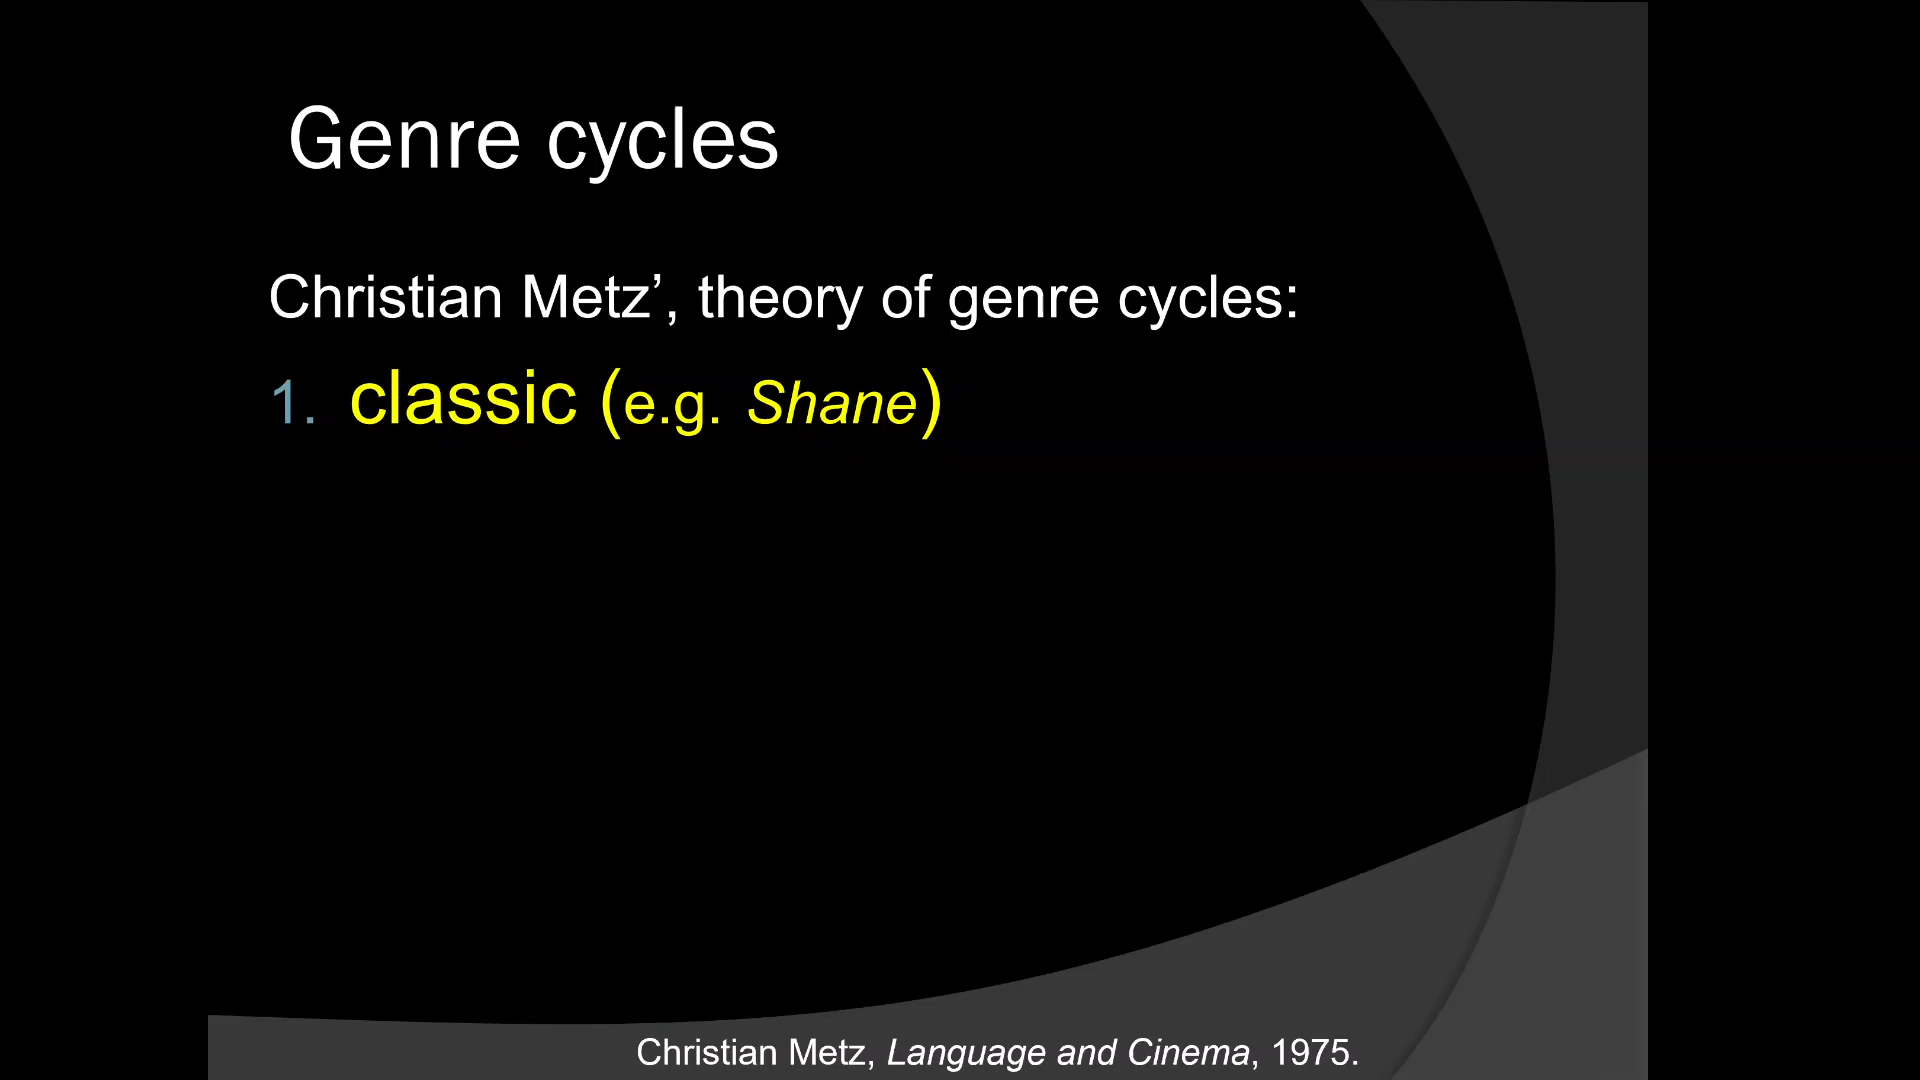 Genre cycles
Christian Metz’, theory of genre cycles:
1. classic (e.g. Shane)
Christian Metz, Language and Cinema, 1975.